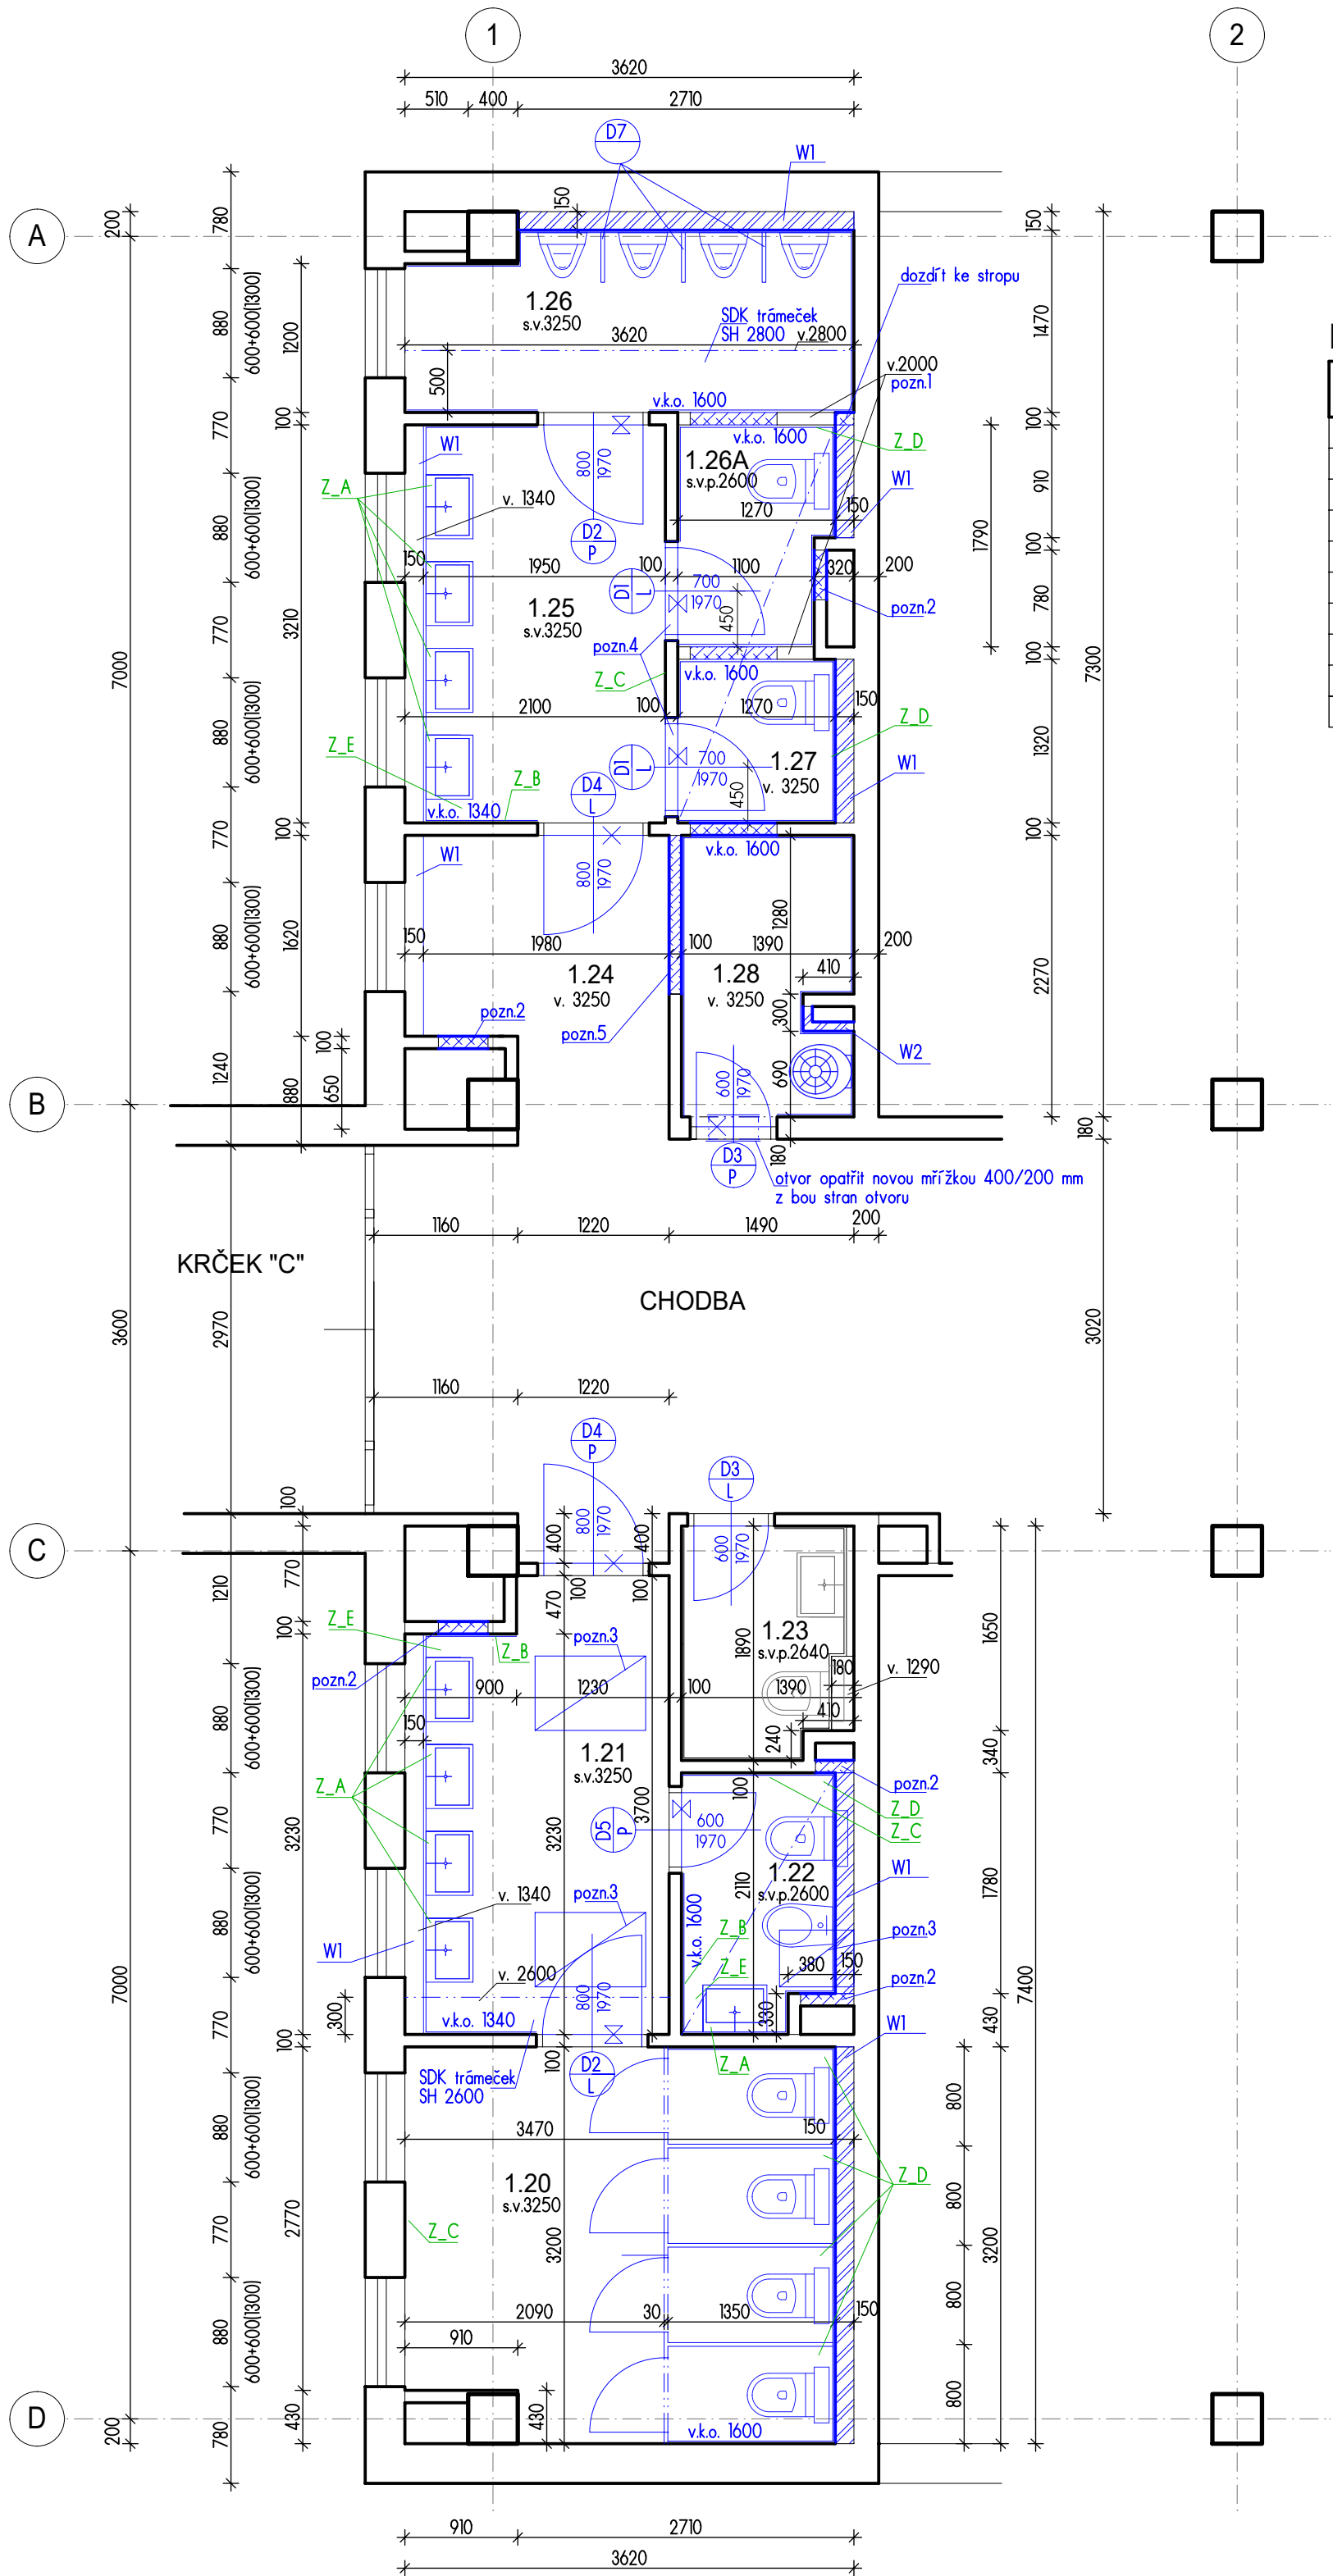 1
2
3620
510
400
2710
D7
W1
200
780
150
150
A
dozdít ke stropu
1.26
s.v.3250
SDK trámeček
SH 2800
v.2800
3620
880
600+600(1300)
1200
1470
500
v.2000
pozn.1
v.k.o. 1600
770
100
100
W1
v.k.o. 1600
Z_D
800
1970
1.26A
s.v.p.2600
W1
Z_A
v. 1340
910
1790
880
600+600(1300)
D2
P
1270
150
150
1950
100
1100
320
200
100
D1
L
700
1970
1.25
s.v.3250
450
pozn.2
780
770
3210
pozn.4
7000
7300
Z_C
v.k.o. 1600
100
2100
100
1270
150
Z_D
880
600+600(1300)
Z_E
D1
L
700
1970
1.27
v. 3250
W1
1320
Z_B
D4
L
450
v.k.o. 1340
770
100
100
W1
v.k.o. 1600
800
1970
1280
880
600+600(1300)
1620
150
1980
100
1390
200
1.24
v. 3250
1.28
v. 3250
410
2270
300
pozn.2
pozn.5
W2
1240
100
880
650
690
600
1970
B
180
180
D3
P
otvor opatřit novou mřížkou 400/200 mm
z bou stran otvoru
1160
1220
1490
200
KRČEK "C"
CHODBA
3600
2970
3020
1160
1220
D4
P
D3
L
100
800
1970
400
400
600
1970
C
770
1210
100
100
470
100
Z_E
Z_B
pozn.3
1.23
s.v.p.2640
1890
1650
pozn.2
180
v. 1290
900
1230
100
1390
410
880
600+600(1300)
150
240
340
1.21
s.v.3250
Z_A
100
pozn.2
Z_D
Z_C
770
3230
3230
3700
D5
P
600
1970
1.22
s.v.p.2600
W1
1780
2110
pozn.3
v. 1340
v.k.o. 1600
Z_B
pozn.3
880
600+600(1300)
W1
Z_E
380
150
v. 2600
pozn.2
7000
7400
300
800
1970
330
430
v.k.o. 1340
770
100
W1
100
D2
L
Z_A
SDK trámeček
SH 2600
800
3470
150
880
600+600(1300)
1.20
s.v.3250
Z_D
800
770
2770
Z_C
3200
3200
2090
30
1350
150
800
880
600+600(1300)
910
800
430
430
v.k.o. 1600
D
200
780
910
2710
3620